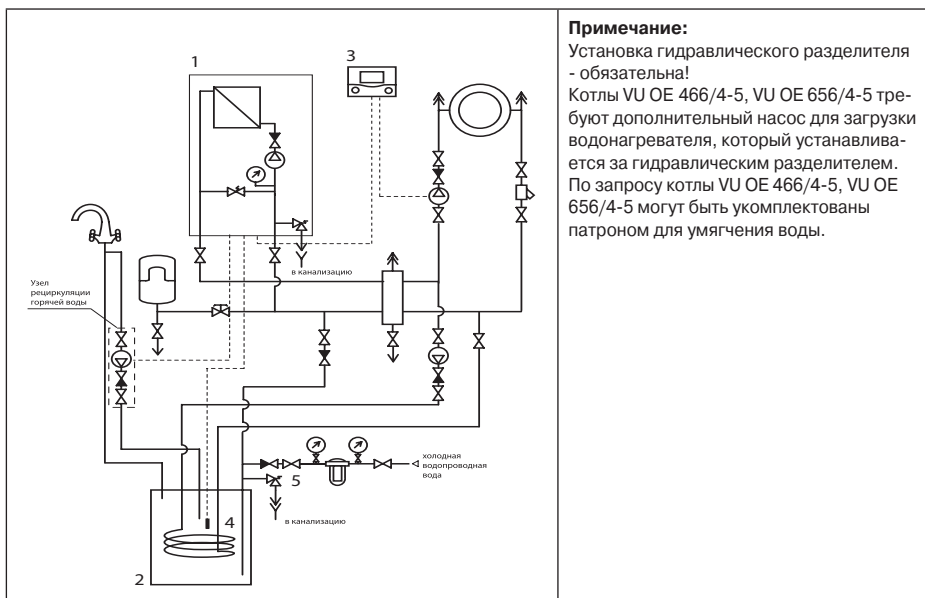 1
3
Узел
рециркуляции
горячей воды
в канализацию
холодная
водопроводная
вода
5
4
в канализацию
2
Примечание:
Установка гидравлического разделителя
- обязательна!
Котлы VU OE 466/4-5, VU OE 656/4-5 тре-
буют дополнительный насос для загрузки
водонагревателя, который устанавлива-
ется за гидравлическим разделителем.
По запросу котлы VU OE 466/4-5, VU OE
656/4-5 могут быть укомплектованы
патроном для умягчения воды.